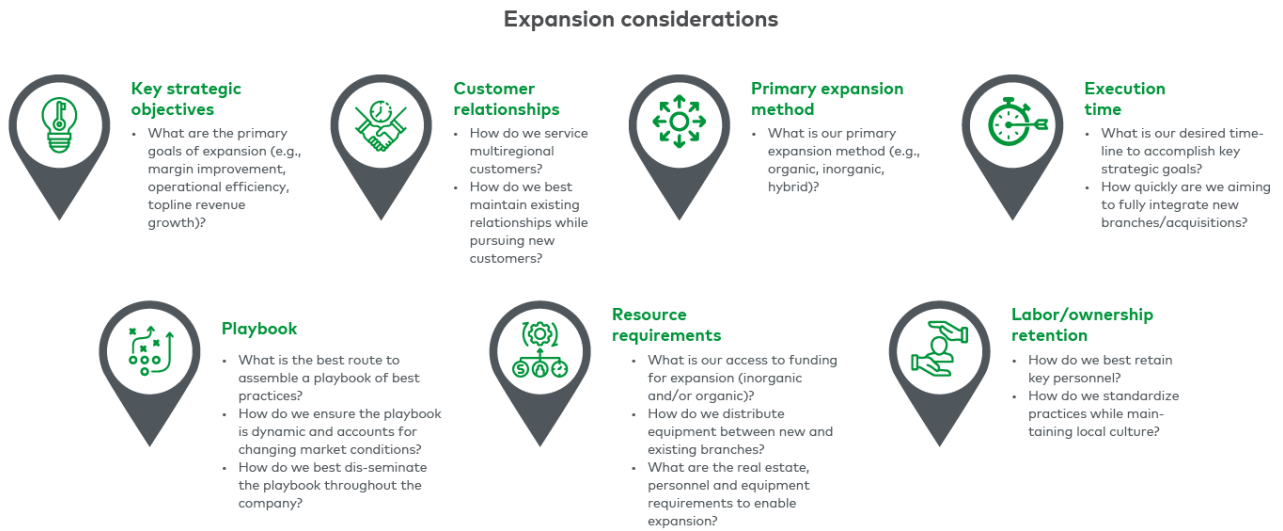 Expansion considerations
Key strategic
objectives
• What are the primary
goals of expansion (e.g.,
margin improvement,
operational efficiency,
topline revenue
growth)?
Customer
relationships
• How do we service
multiregional
customers?
• How do we best
maintain existing
relationships while
pursuing new
customers?
Primary expansion
method
• What is our primary
expansion method (e.g.,
organic, inorganic,
hybrid)?
Execution
time
• What is our desired time-
line to accomplish key
strategic goals?
• How quickly are we aiming
to fully integrate new
branches/acquisitions?
Playbook
• What is the best route to
assemble a playbook of best
practices?
• How do we ensure the playbook
is dynamic and accounts for
changing market conditions?
• How do we best dis-seminate
the playbook throughout the
company?
Resource
requirements
• What is our access to funding
for expansion (inorganic
and/or organic)?
• How do we distribute
equipment between new and
existing branches?
• What are the real estate,
personnel and equipment
requirements to enable
expansion?
Labor/ownership
retention
• How do we best retain
key personnel?
• How do we standardize
practices while main-
taining local culture?